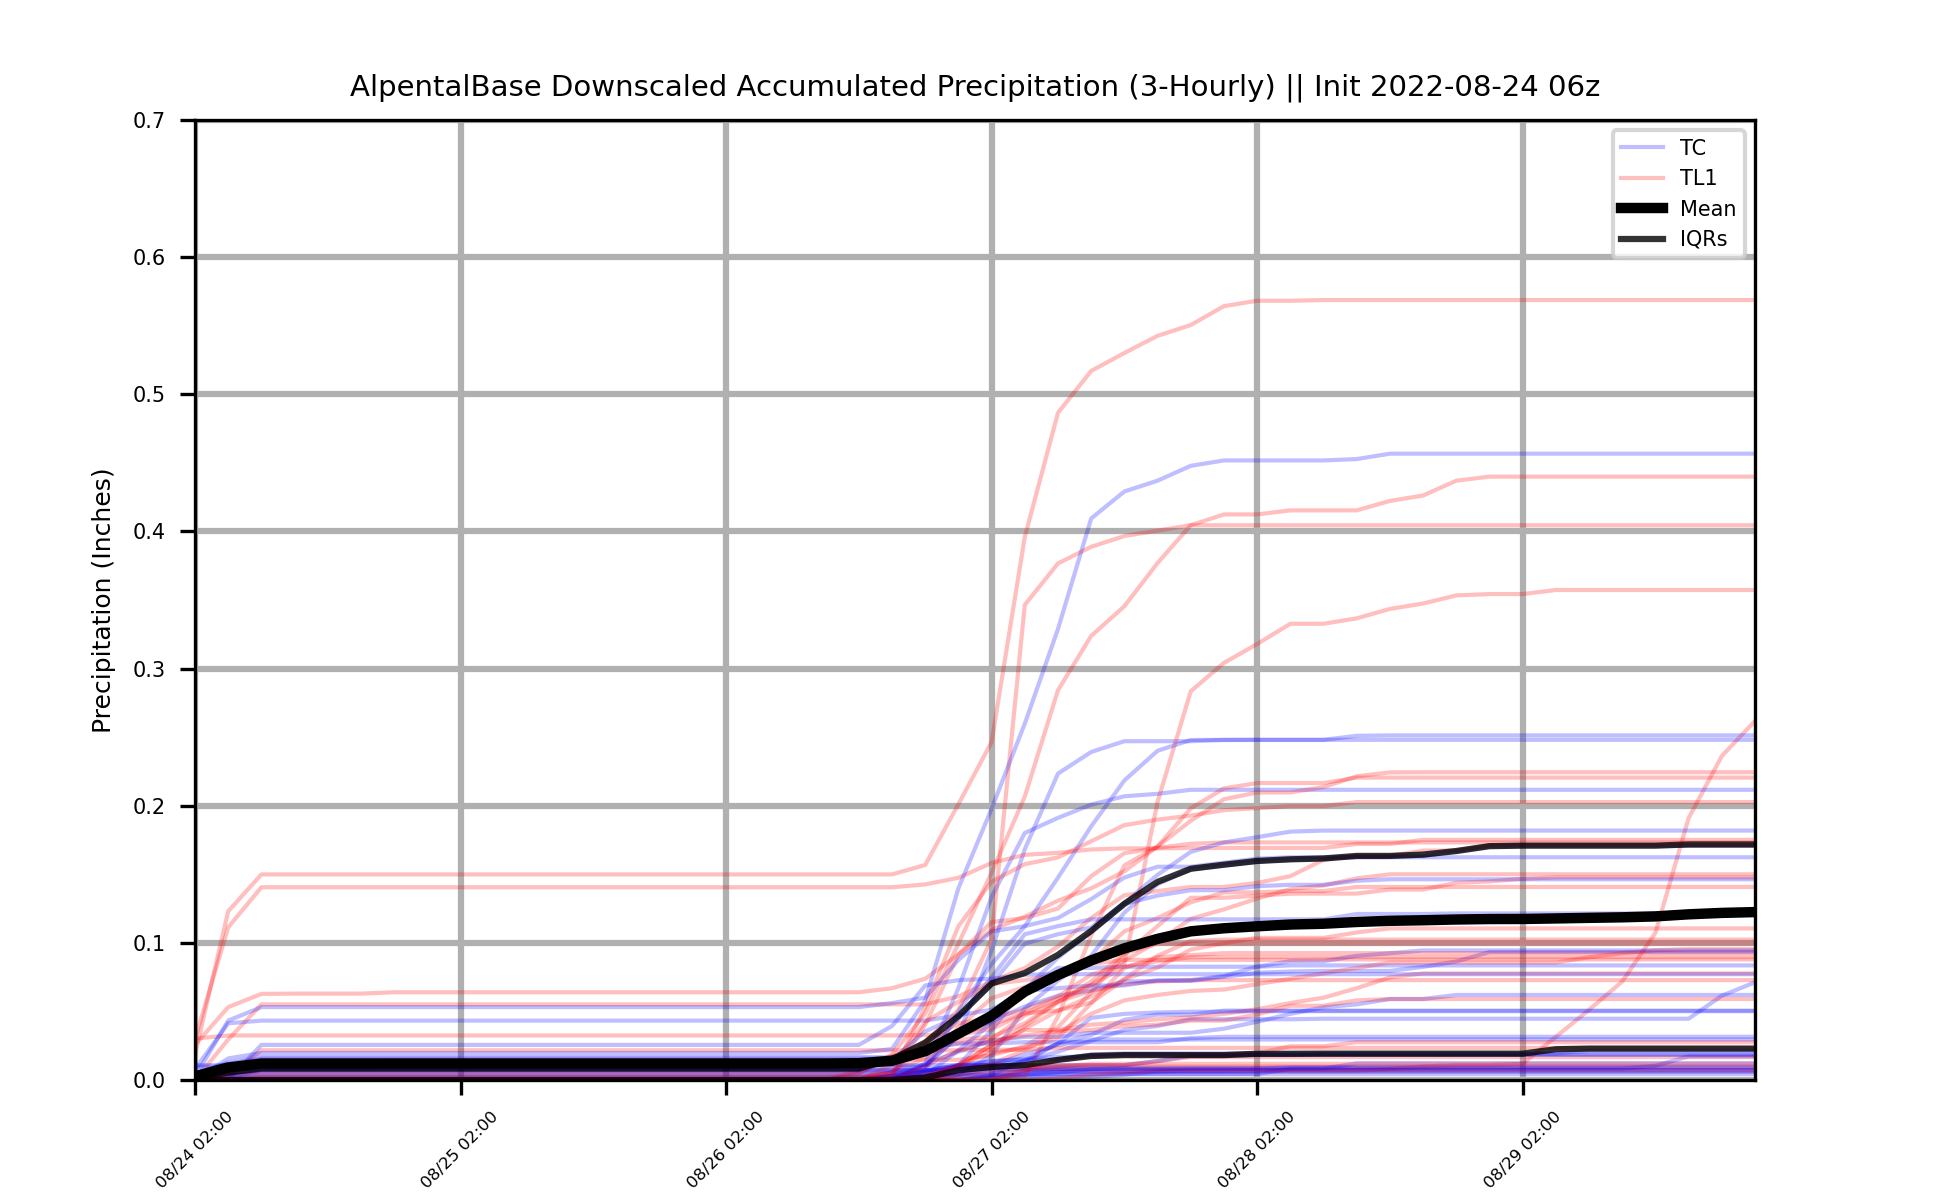 AlpentalBase Downscaled Accumulated Precipitation (3-Hourly) || Init 2022-08-24 06z
TC
TL1
Mean
IQRs
Precipitation (Inches)
0.7
0.6
0.5
0.4
0.3
0.2
0.1
0.0
08/24 02:00
08/25 02:00
08/26 02:00
08/27 02:00
08/28 02:00
08/29 02:00